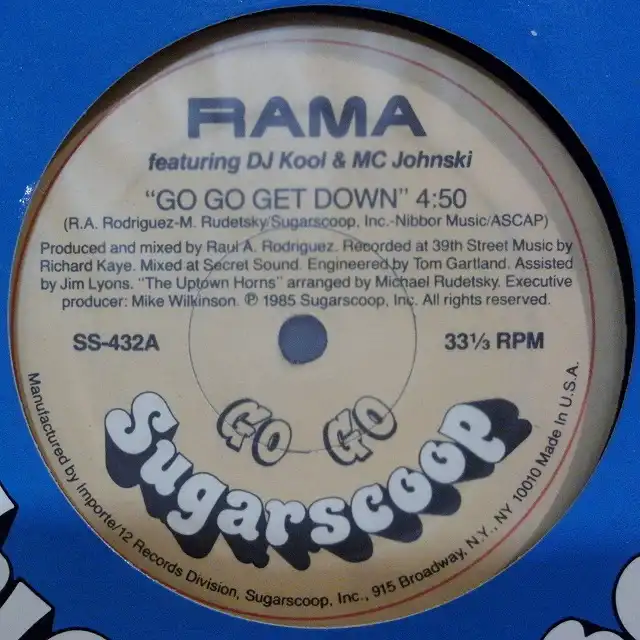 RAMA
featuring DJ Kool & MC Johnski
"GO GO GET DOWN" 4:50
(R.A. Rodriguez-M. Rudetsky/Sugarscoop, Inc.-Nibbor Music/ASCAP)
Produced and mixed by Raul A. Rodriguez. Recorded at 39th Street Music by
Richard Kaye. Mixed at Secret Sound. Engineered by Tom Gartland. Assisted
by Jim Lyons. "The Uptown Horns" arranged by Michael Rudetsky. Executive
producer: Mike Wilkinson. ℗ 1985 Sugarscoop, Inc. All rights reserved.
SS-432A
33⅓ RPM
GO GO
Sugarscoop
Manufactured by Importe/12 Records Division, Sugarscoop, Inc., 915 Broadway, N.Y., NY 10010 Made In U.S.A.